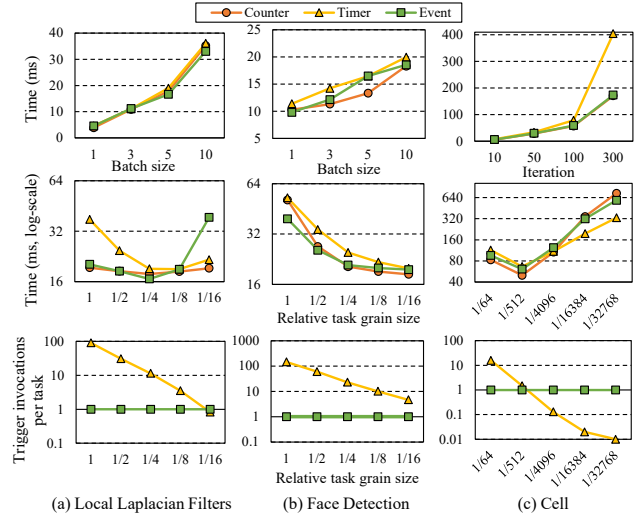 Counter Timer Event
Time (ms)
40
30
20
10
0
1 3 5 10
Batch size
25
20
15
10
5
1 3 5 10
Batch size
400
300
200
100
0
10 50 100 300
Iteration
Time (ms, log-scale)
64
32
16
1 1/2 1/4 1/8 1/16
64
32
16
1 1/2 1/4 1/8 1/16
Relative task grain size
640
320
160
80
40
1/64 1/512 1/4096 1/16384 1/32768
Trigger invocations
per task
100
10
1
0.1
1 1/2 1/4 1/8 1/16
1000
100
10
1
0.1
1 1/2 1/4 1/8 1/16
Relative task grain size
100
10
1
0.1
0.01
1/64 1/512 1/4096 1/16384 1/32768
(a) Local Laplacian Filters (b) Face Detection (c) Cell